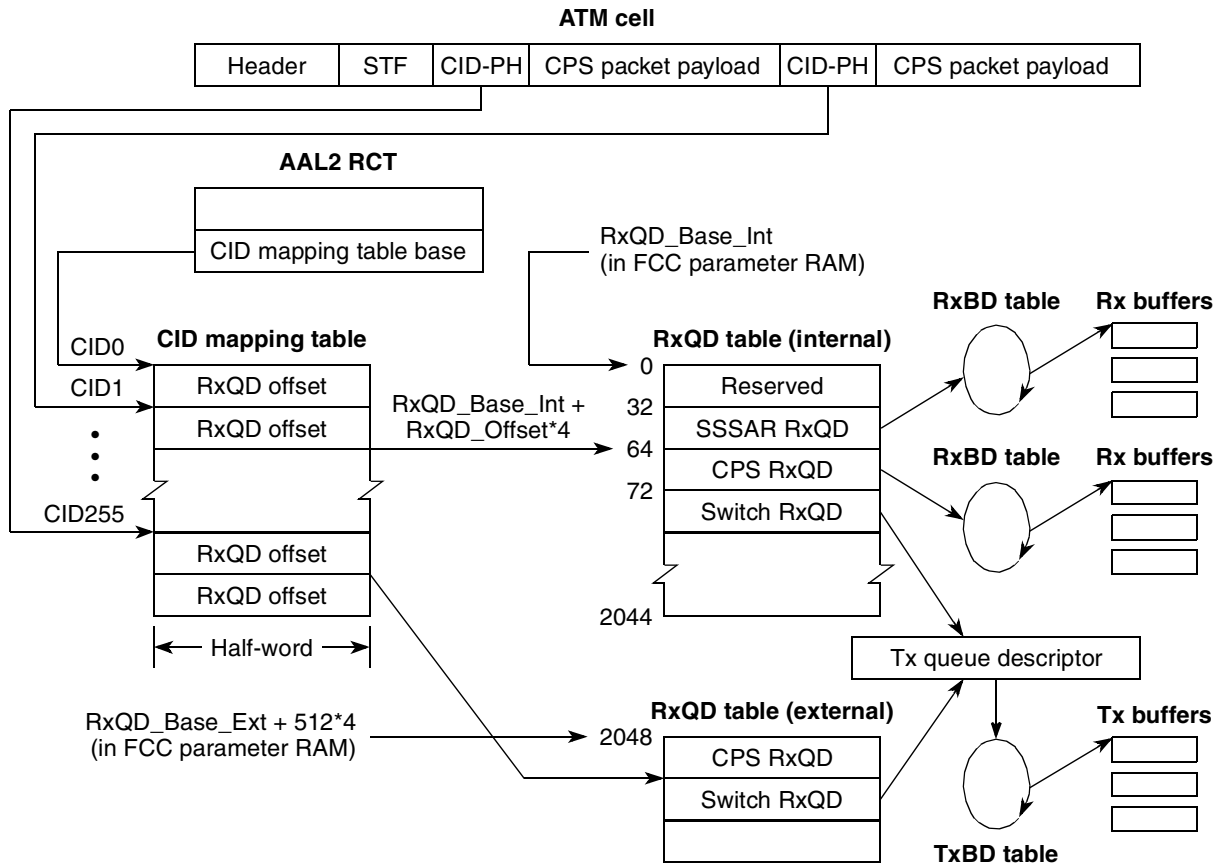 ATM cell
Header
STF
CID-PH
CPS packet payload
CID-PH
CPS packet payload
AAL2 RCT
CID mapping table base
RxQD_Base_Int
(in FCC parameter RAM)
RxBD table
Rx buffers
CID0
CID mapping table
RxQD table (internal)
0
RxQD offset
Reserved
CID1
32
RxQD_Base_Int +
RxQD_Offset*4
RxQD offset
SSSAR RxQD
64
RxBD table
Rx buffers
CPS RxQD
72
CID255
Switch RxQD
RxQD offset
RxQD offset
2044
Half-word
Tx queue descriptor
RxQD_Base_Ext + 512*4
(in FCC parameter RAM)
RxQD table (external)
Tx buffers
2048
CPS RxQD
Switch RxQD
TxBD table